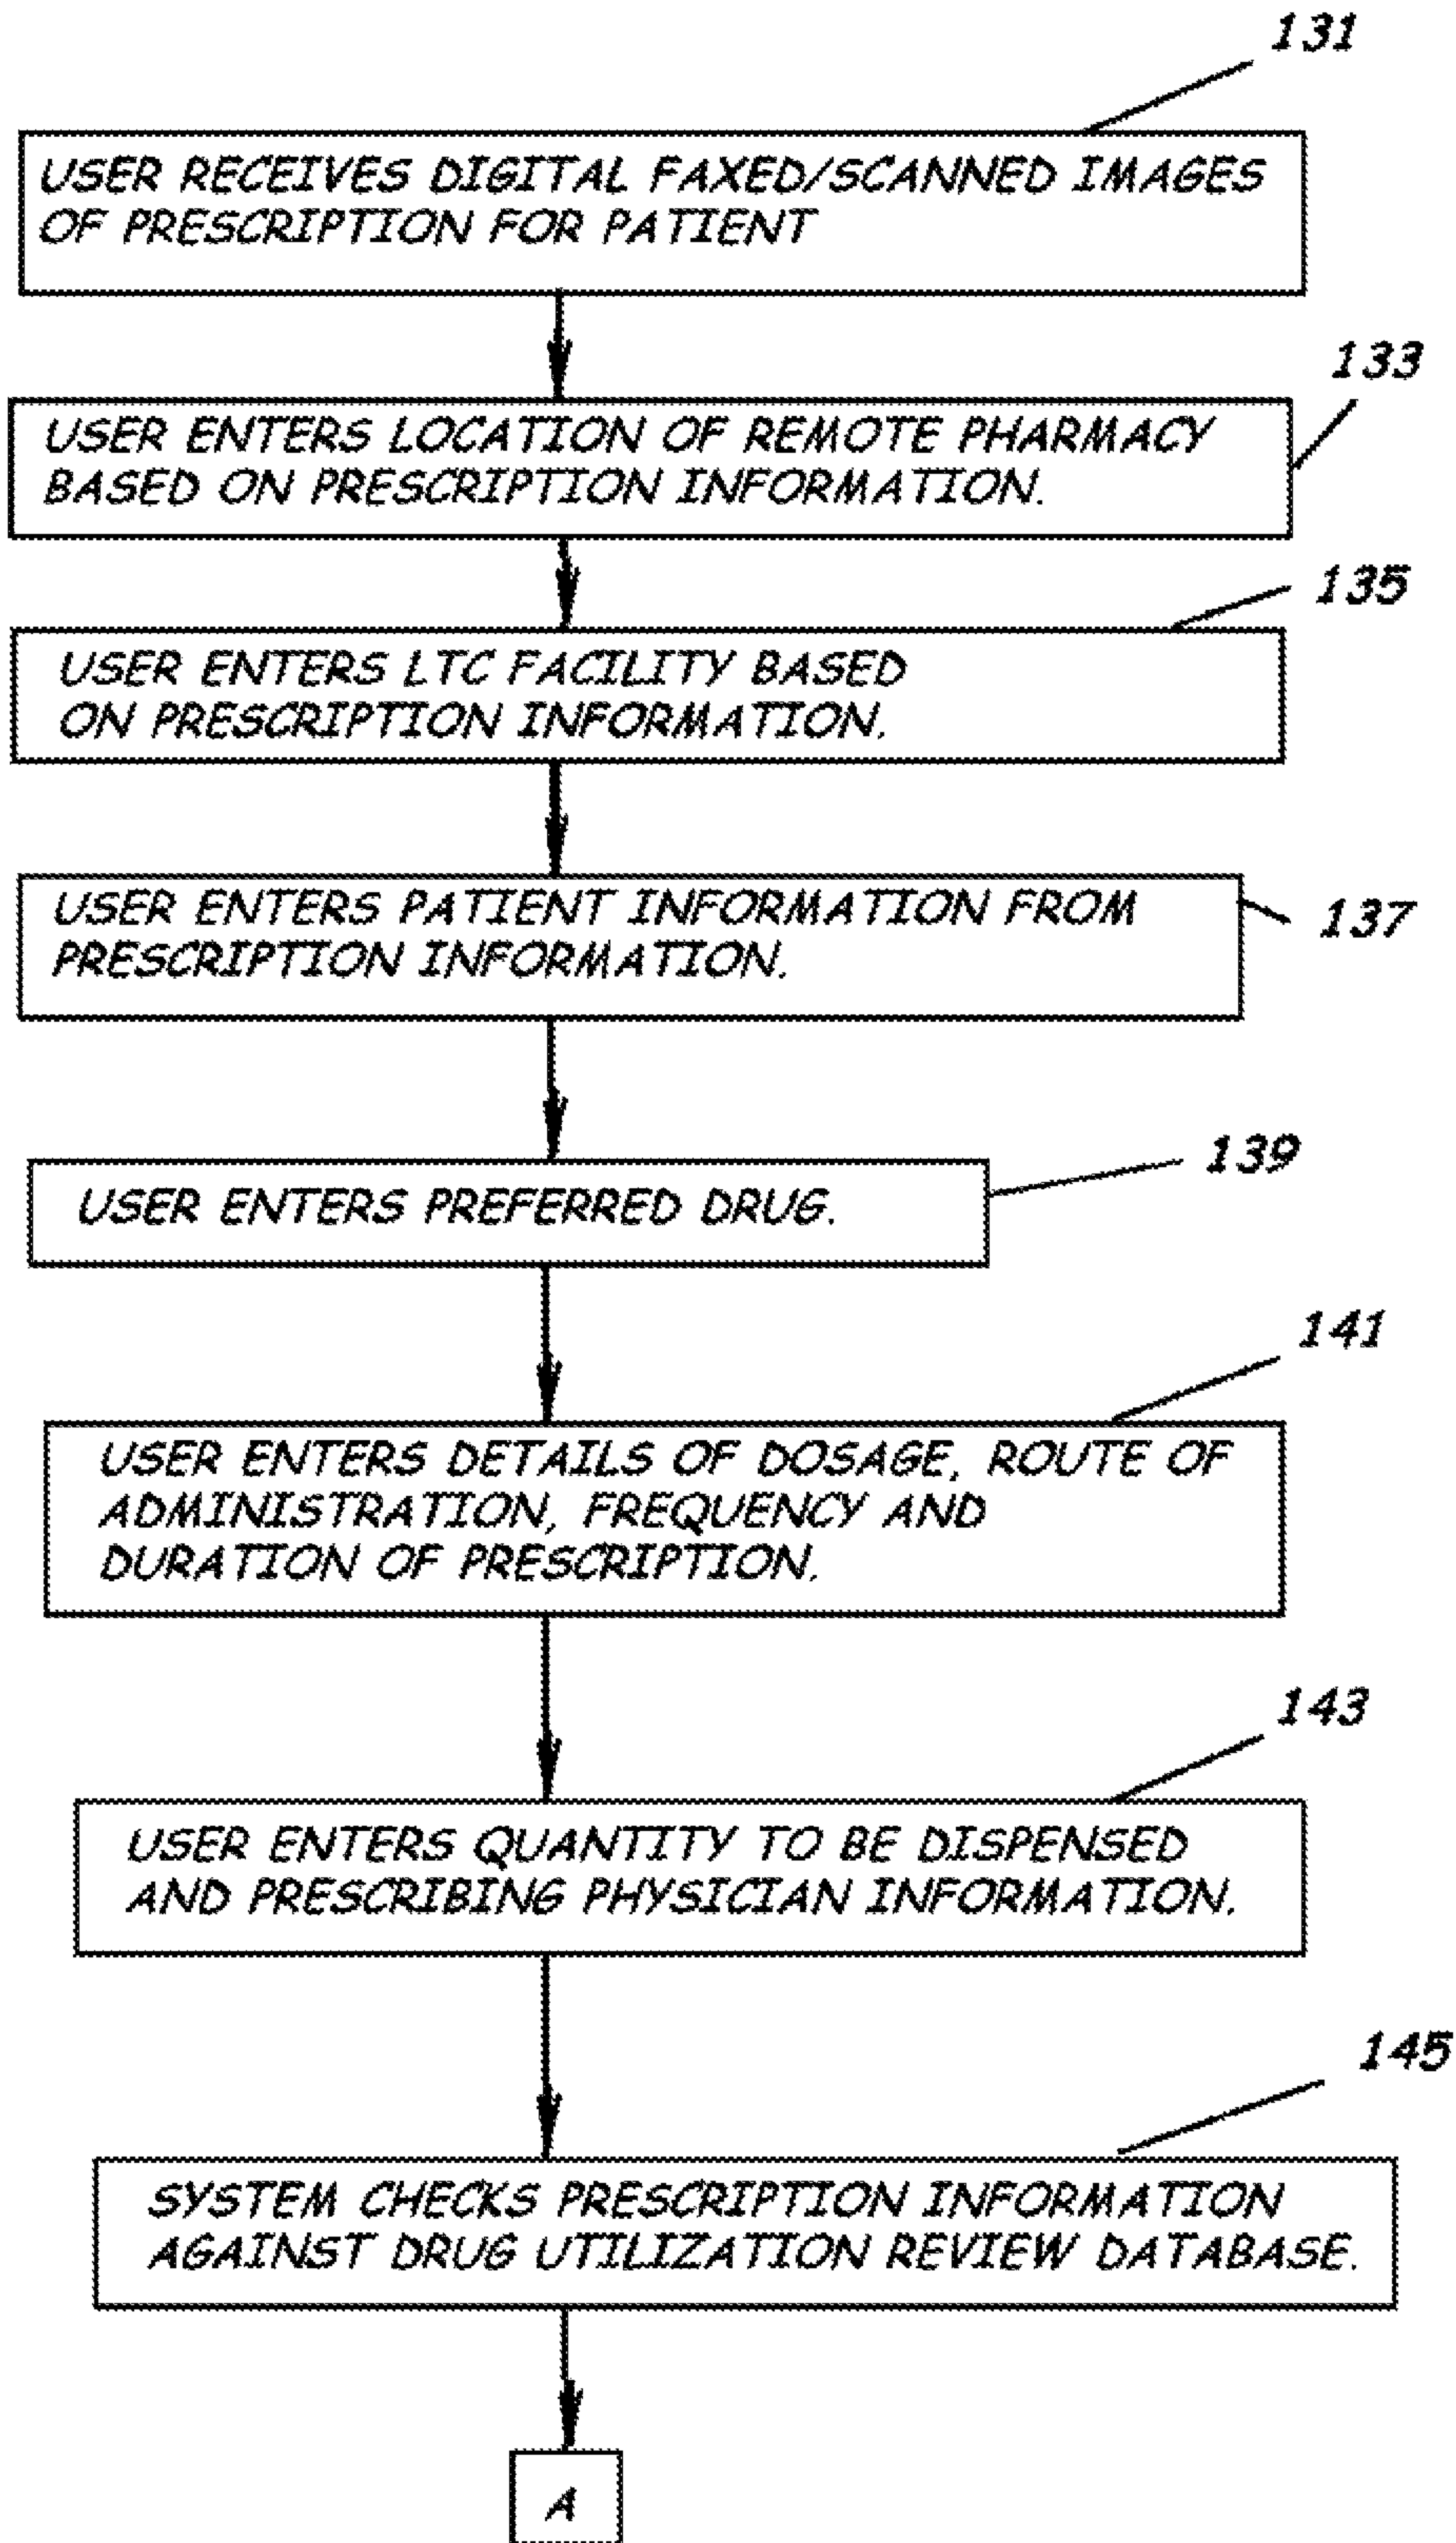 131
USER RECEIVES DIGITAL FAXED/SCANNED IMAGES
OF PRESCRIPTION FOR PATIENT
133
USER ENTERS LOCATION OF REMOTE PHARMACY
BASED ON PRESCRIPTION INFORMATION.
135
USER ENTERS LTC FACILITY BASED
ON PRESCRIPTION INFORMATION.
USER ENTERS PATIENT INFORMATION FROM
137
PRESCRIPTION INFORMATION.
139
USER ENTERS PREFERRED DRUG.
141
USER ENTERS DETAILS OF DOSAGE, ROUTE OF
ADMINISTRATION, FREQUENCY AND
DURATION OF PRESCRIPTION.
143
USER ENTERS QUANTITY TO BE DISPENSED
AND PRESCRIBING PHYSICIAN INFORMATION.
145
SYSTEM CHECKS PRESCRIPTION INFORMATION
AGAINST DRUG UTILIZATION REVIEW DATABASE.
A